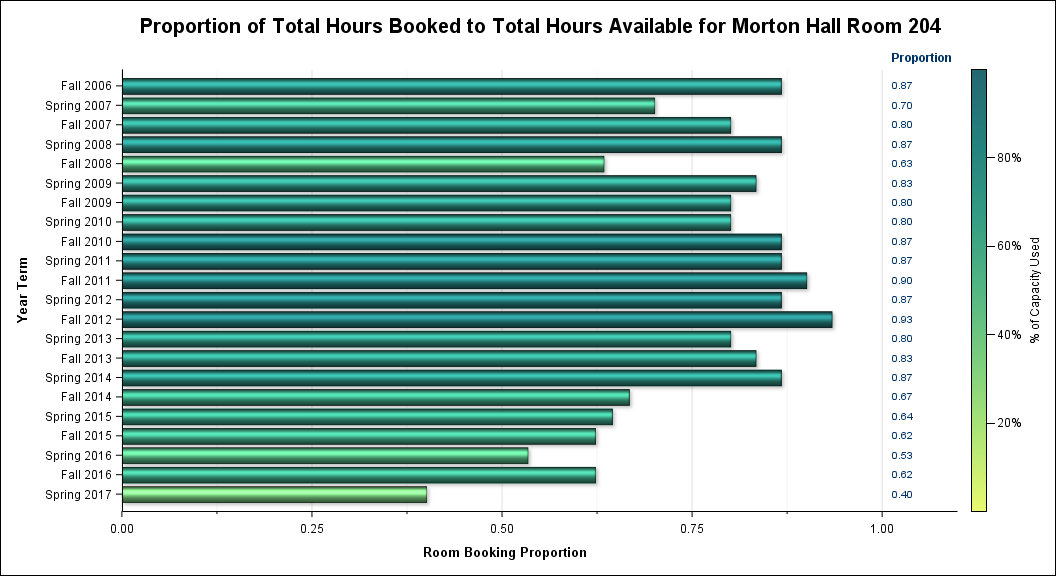 Proportion of Total Hours Booked to Total Hours Available for Morton Hall Room 204
Proportion
Fall 2006 0.87
Spring 2007 0.70
Fall 2007 0.80
Spring 2008 0.87
Fall 2008 0.63
Spring 2009 0.83
Fall 2009 0.80
Spring 2010 0.80
Fall 2010 0.87
Spring 2011 0.87
Fall 2011 0.90
Spring 2012 0.87
Fall 2012 0.93
Spring 2013 0.80
Fall 2013 0.83
Spring 2014 0.87
Fall 2014 0.67
Spring 2015 0.64
Fall 2015 0.62
Spring 2016 0.53
Fall 2016 0.62
Spring 2017 0.40
Year Term
0.00 0.25 0.50 0.75 1.00
Room Booking Proportion
80%
60%
40%
20%
% of Capacity Used